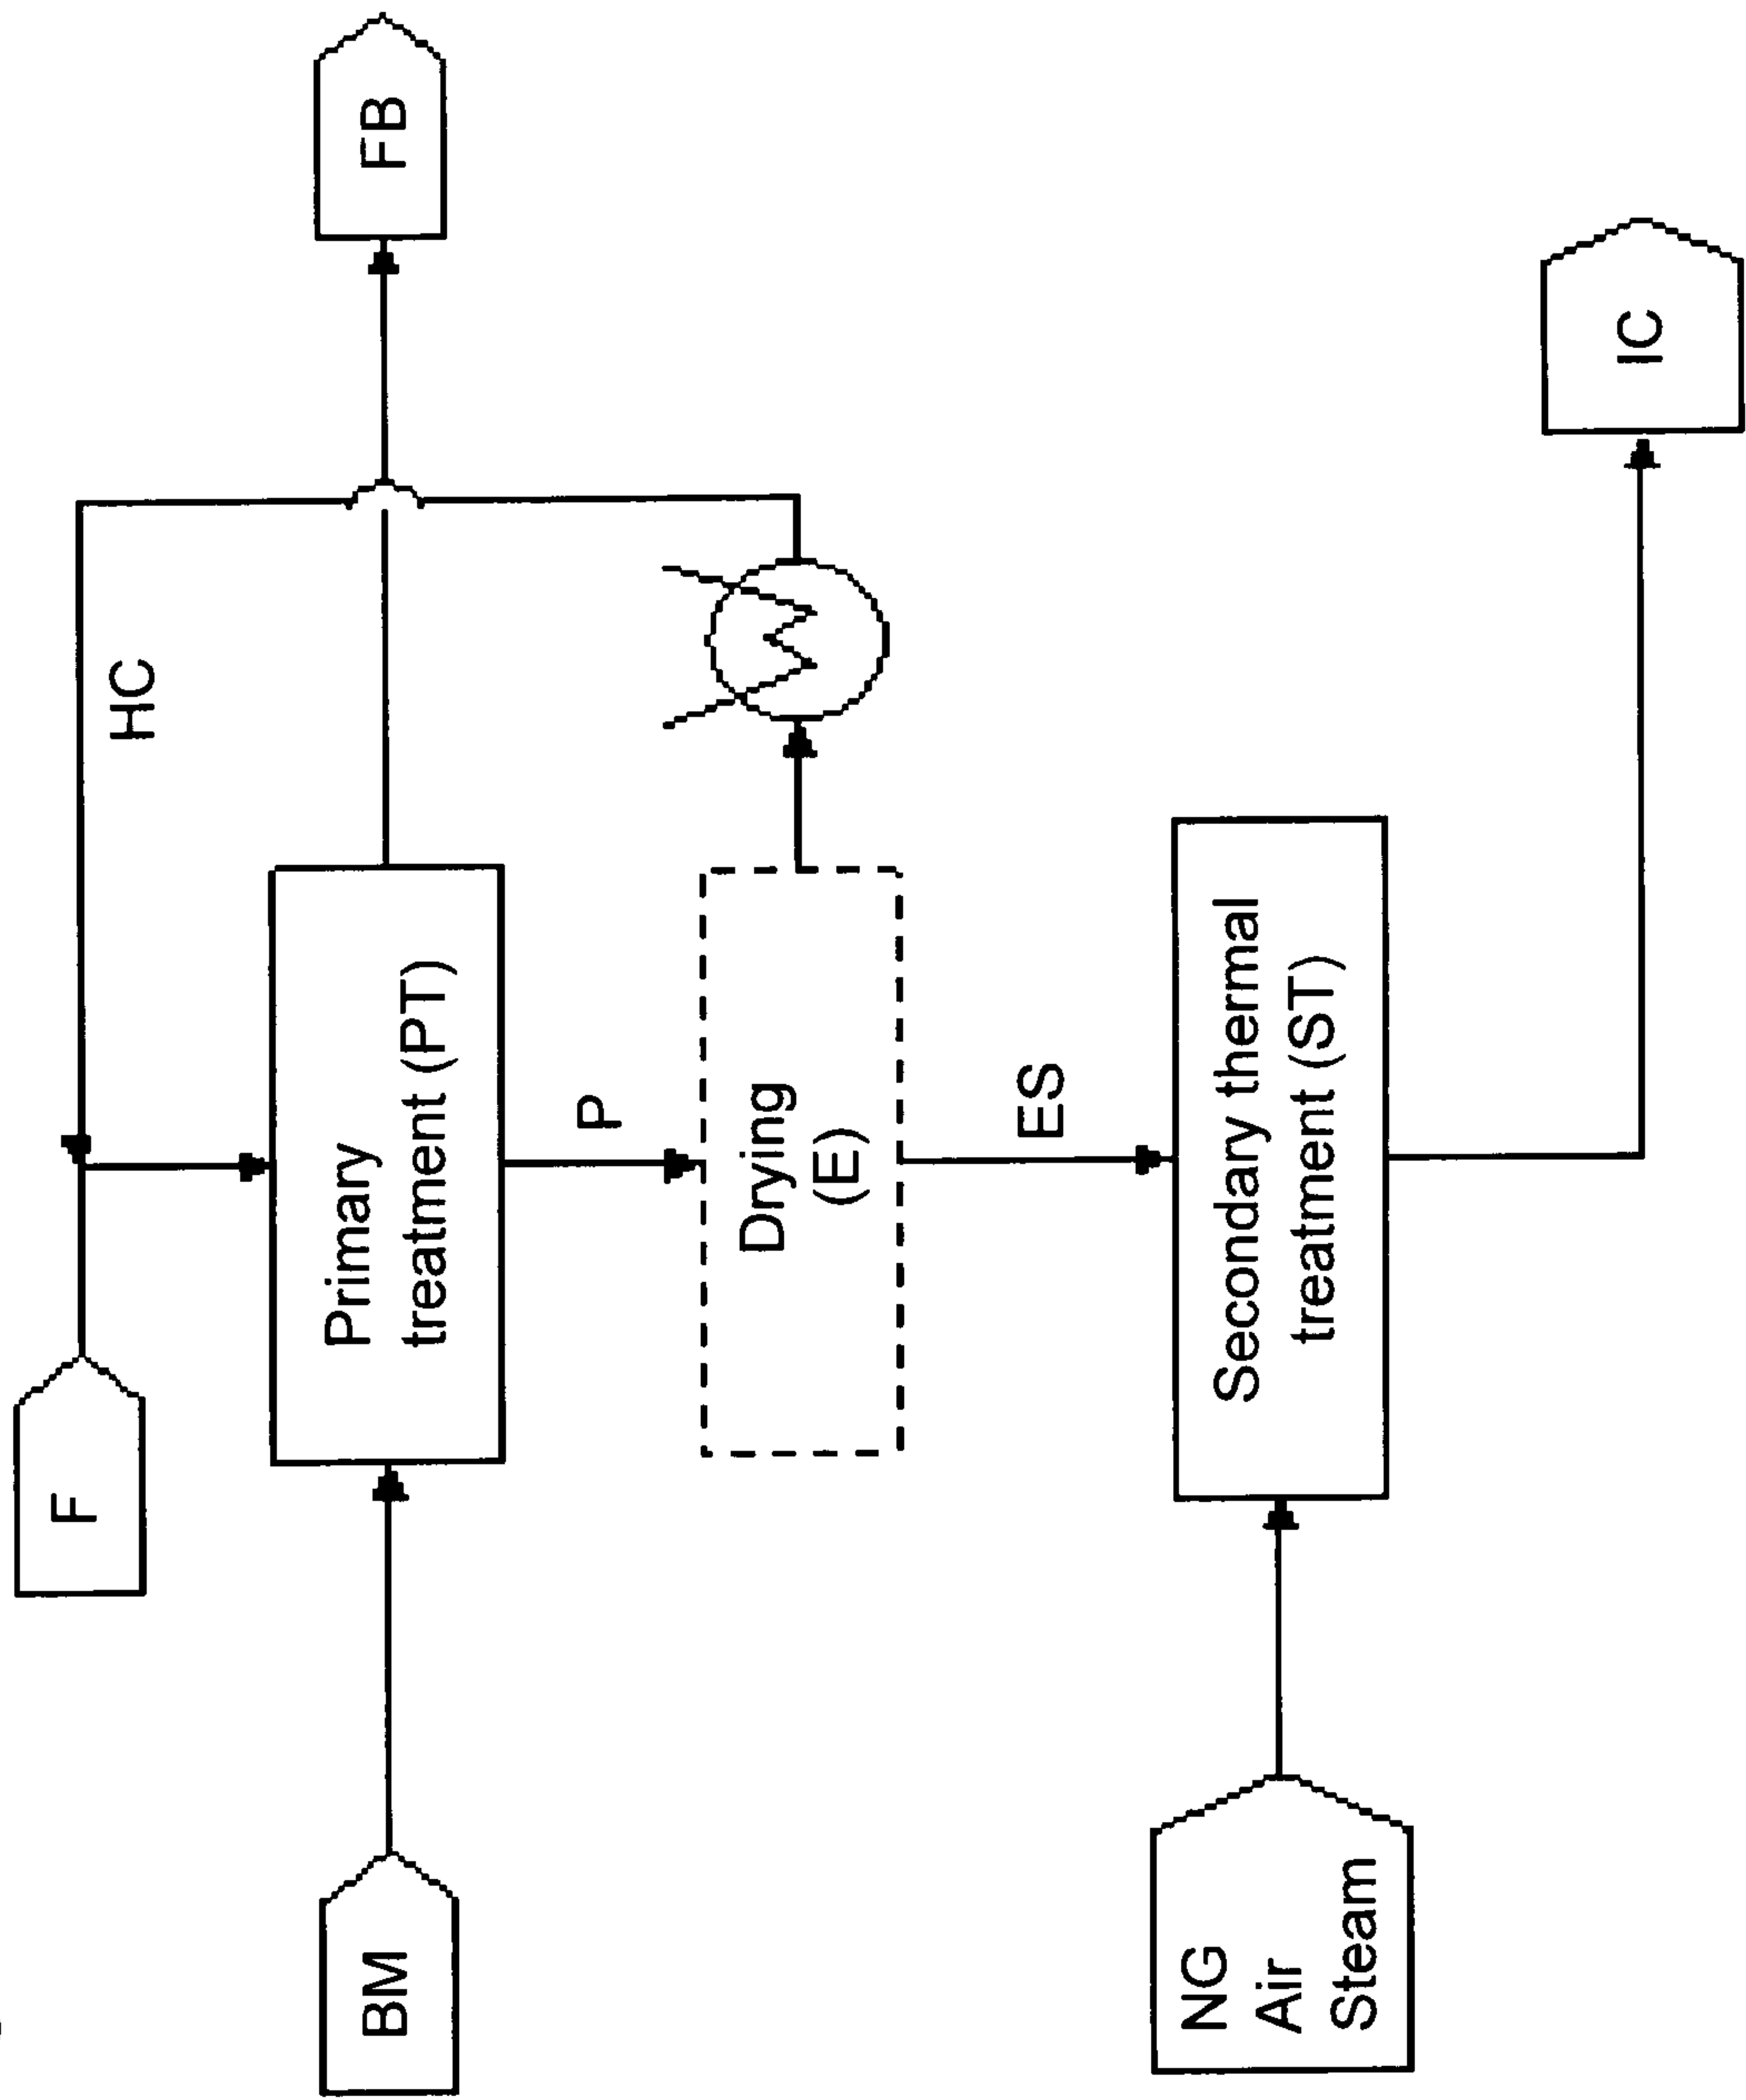 F
HC
BM
Primary
treatment (PT)
FB
P
Drying
(E)
ES
NG
Air
Steam
Secondary thermal
treatment (ST)
IC